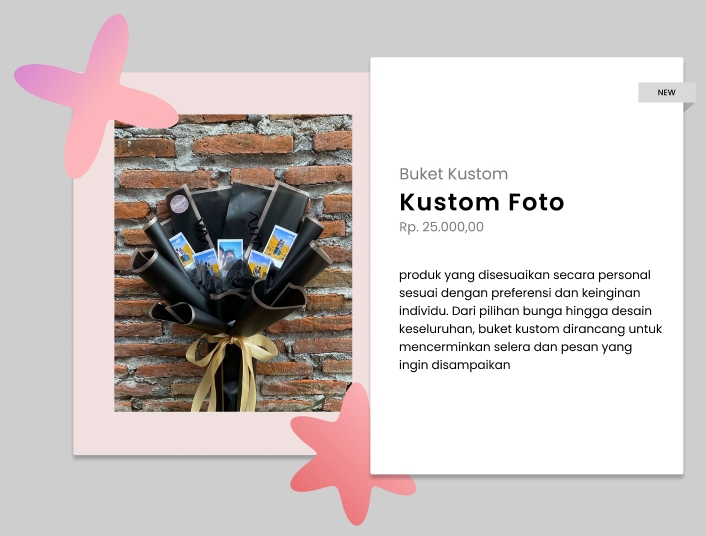 NEW
Buket Kustom
Kustom Foto
Rp. 25.000,00
produk yang disesuaikan secara personal
sesuai dengan preferensi dan keinginan
individu. Dari pilihan bunga hingga desain
keseluruhan, buket kustom dirancang untuk
mencerminkan selera dan pesan yang
ingin disampaikan